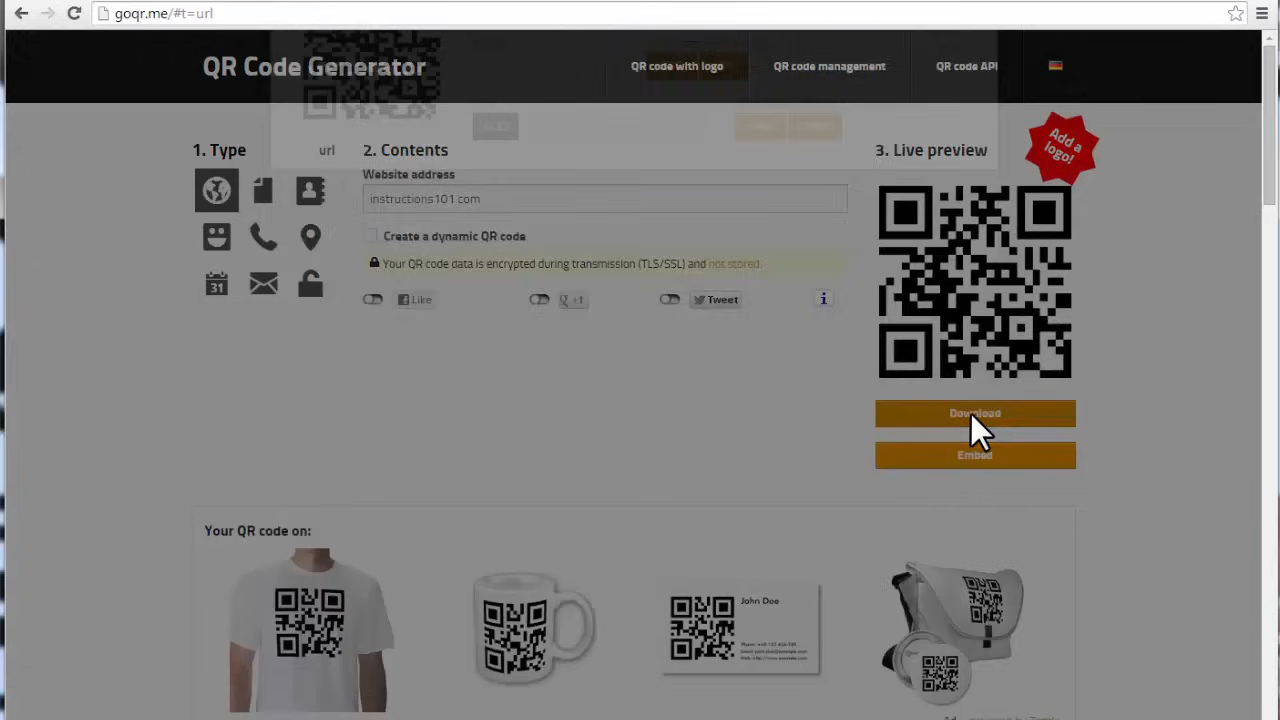 goqr.me/#t=url
QR Code Generator
QR code with logo
QR code management
QR code API
1. Type
url
2. Contents
3. Live preview
Add a
logo!
Website address
instructions101.com
Create a dynamic QR code
Your QR code data is encrypted during transmission (TLS/SSL) and not stored.
Like
+1
Tweet
i
31
Download
Embed
Your QR code on:
John Doe